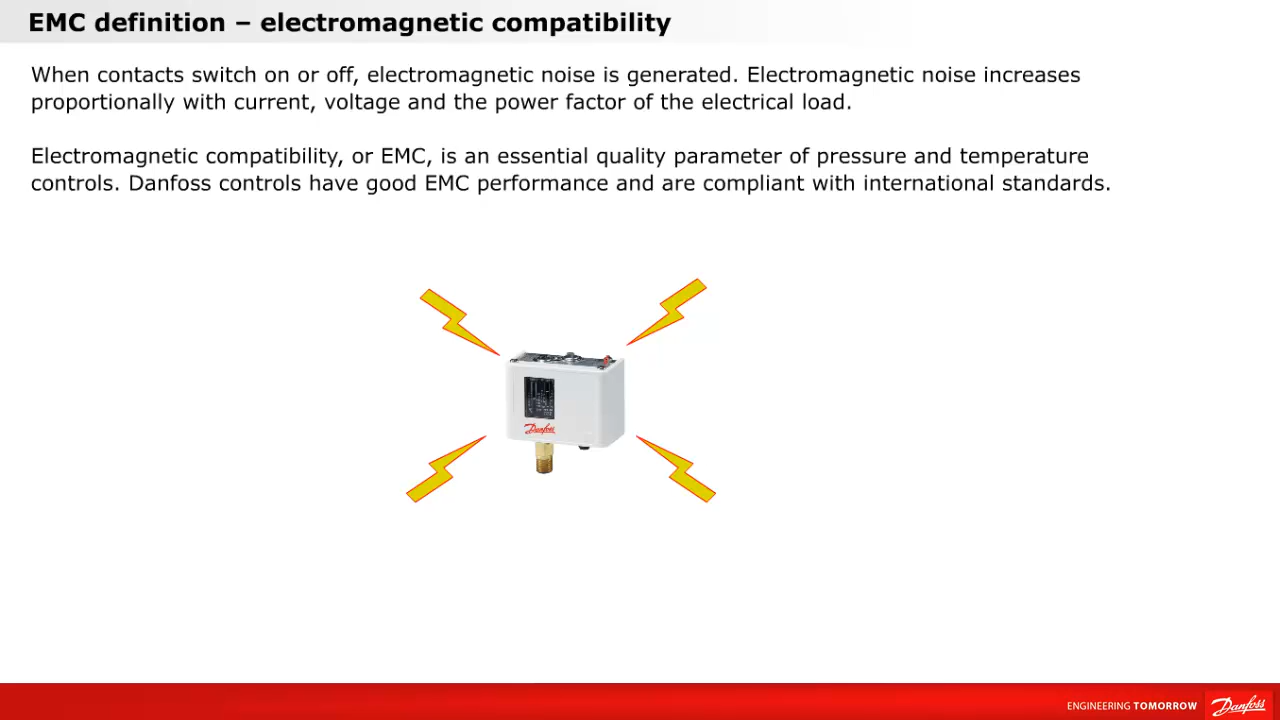 EMC definition – electromagnetic compatibility
When contacts switch on or off, electromagnetic noise is generated. Electromagnetic noise increases
proportionally with current, voltage and the power factor of the electrical load.
Electromagnetic compatibility, or EMC, is an essential quality parameter of pressure and temperature
controls. Danfoss controls have good EMC performance and are compliant with international standards.
Danfoss
ENGINEERING TOMORROW
Danfoss